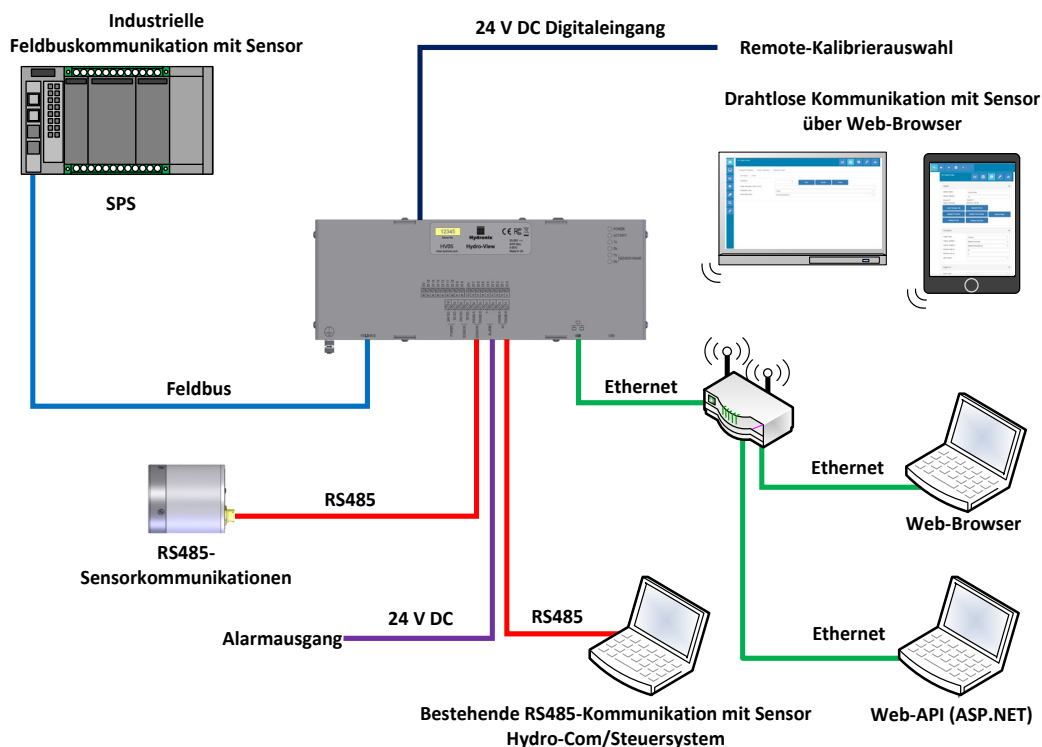 Industrielle
Feldbuskommunikation mit Sensor
24 V DC Digitaleingang
Remote-Kalibrierauswahl
Drahtlose Kommunikation mit Sensor
über Web-Browser
SPS
12345
Hydronix
HV05
Hydro-View
POWER
Feldbus
Ethernet
RS485
RS485-
Sensorkommunikationen
Ethernet
Web-Browser
24 V DC
Alarmausgang
RS485
Ethernet
Bestehende RS485-Kommunikation mit Sensor
Hydro-Com/Steuersystem
Web-API (ASP.NET)